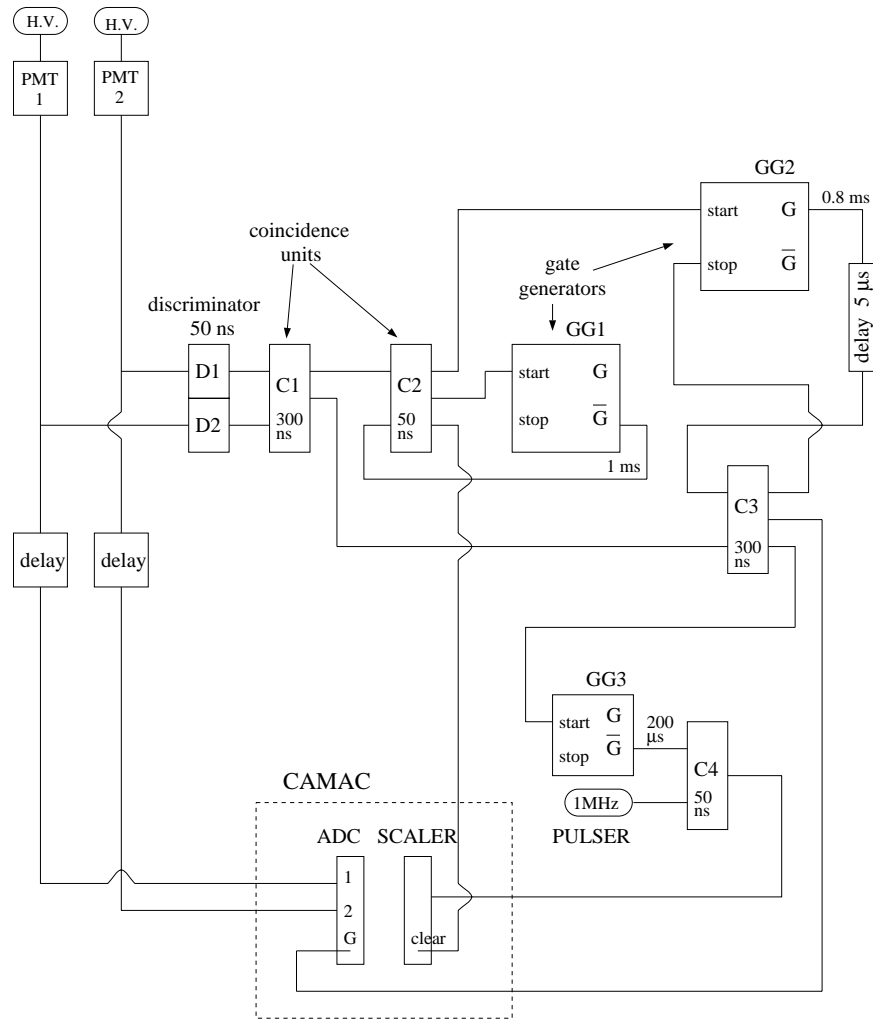 H.V.
H.V.
PMT
1
PMT
2
GG2
0.8 ms
start G
stop G̅
delay 5 μs
coincidence
units
gate
generators
discriminator
50 ns
GG1
D1
D2
C1
300
ns
C2
50
ns
start G
stop G̅
1 ms
C3
300
ns
delay
delay
GG3
start G
stop G̅
200
μs
C4
50
ns
1MHz
PULSER
CAMAC
ADC SCALER
1
2
G
clear